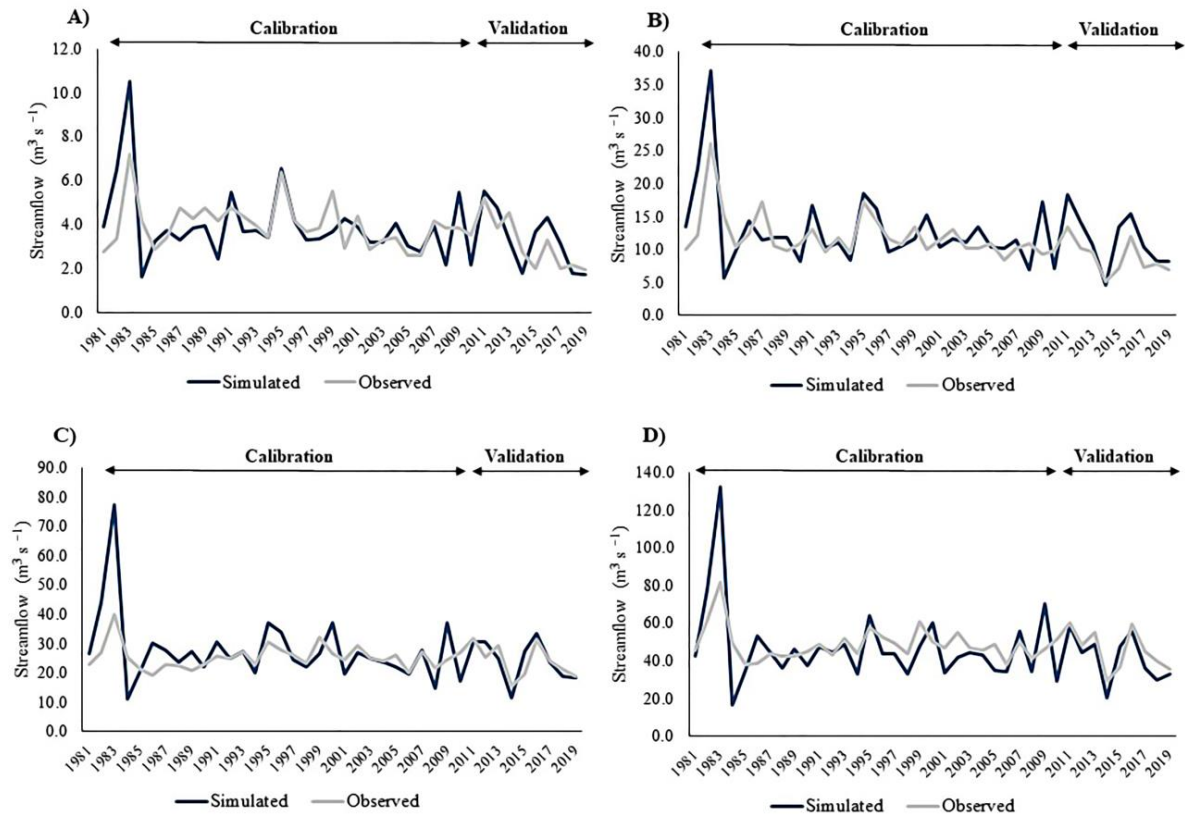 A)
Calibration Validation
12.0
10.0
8.0
6.0
4.0
2.0
0.0
Streamflow (m³ s⁻¹)
1981 1983 1985 1987 1989 1991 1993 1995 1997 1999 2001 2003 2005 2007 2009 2011 2013 2015 2017 2019
Simulated Observed
B)
Calibration Validation
40.0
35.0
30.0
25.0
20.0
15.0
10.0
5.0
0.0
Streamflow (m³ s⁻¹)
1981 1983 1985 1987 1989 1991 1993 1995 1997 1999 2001 2003 2005 2007 2009 2011 2013 2015 2017 2019
Simulated Observed
C)
Calibration Validation
90.0
80.0
70.0
60.0
50.0
40.0
30.0
20.0
10.0
0.0
Streamflow (m³ s⁻¹)
1981 1983 1985 1987 1989 1991 1993 1995 1997 1999 2001 2003 2005 2007 2009 2011 2013 2015 2017 2019
Simulated Observed
D)
Calibration Validation
140.0
120.0
100.0
80.0
60.0
40.0
20.0
0.0
Streamflow (m³ s⁻¹)
1981 1983 1985 1987 1989 1991 1993 1995 1997 1999 2001 2003 2005 2007 2009 2011 2013 2015 2017 2019
Simulated Observed